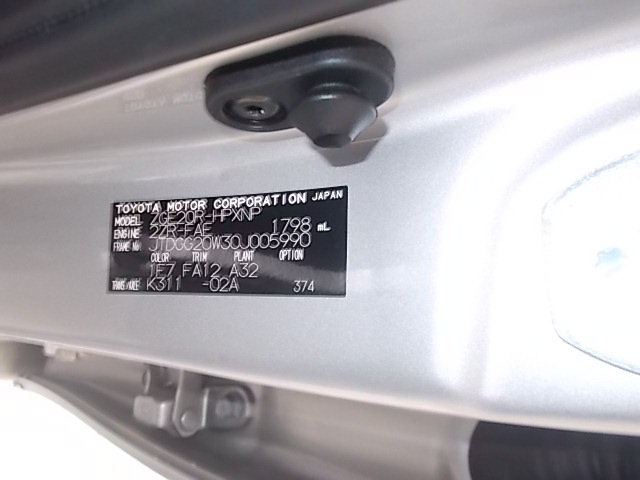 TOYOTA MOTOR CORPORATION JAPAN
MODEL ZGE20R-HPXNP
ENGINE 2ZR-FAE 1798 mL
FRAME No. JTDGG20W30J005990
COLOR TRIM PLANT OPTION
1E7 FA12 A32
TRANS/AXLE K311 -02A 374